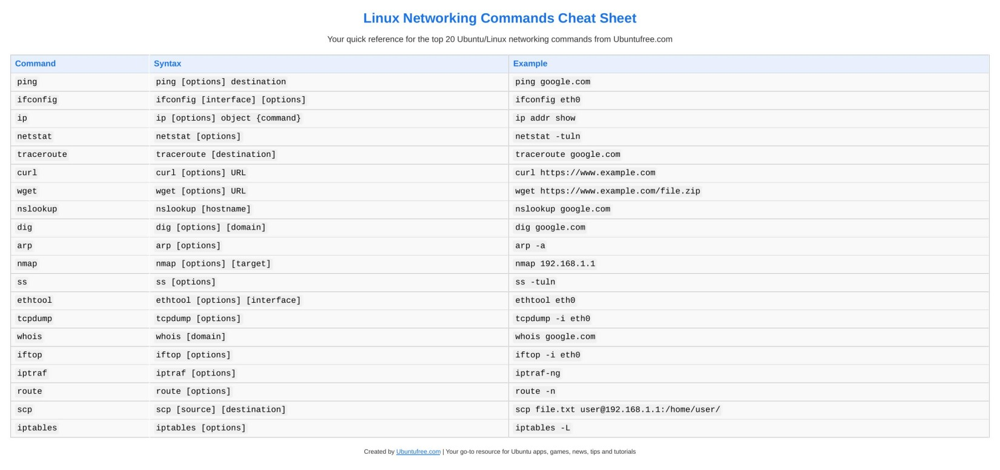 Linux Networking Commands Cheat Sheet
Your quick reference for the top 20 Ubuntu/Linux networking commands from Ubuntufree.com
Command Syntax Example
ping ping [options] destination ping google.com
ifconfig ifconfig [interface] [options] ifconfig eth0
ip ip [options] object {command} ip addr show
netstat netstat [options] netstat -tuln
traceroute traceroute [destination] traceroute google.com
curl curl [options] URL curl https://www.example.com
wget wget [options] URL wget https://www.example.com/file.zip
nslookup nslookup [hostname] nslookup google.com
dig dig [options] [domain] dig google.com
arp arp [options] arp -a
nmap nmap [options] [target] nmap 192.168.1.1
ss ss [options] ss -tuln
ethtool ethtool [options] [interface] ethtool eth0
tcpdump tcpdump [options] tcpdump -i eth0
whois whois [domain] whois google.com
iftop iftop [options] iftop -i eth0
iptraf iptraf [options] iptraf-ng
route route [options] route -n
scp scp [source] [destination] scp file.txt user@192.168.1.1:/home/user/
iptables iptables [options] iptables -L
Created by Ubuntufree.com | Your go-to resource for Ubuntu apps, games, news, tips and tutorials